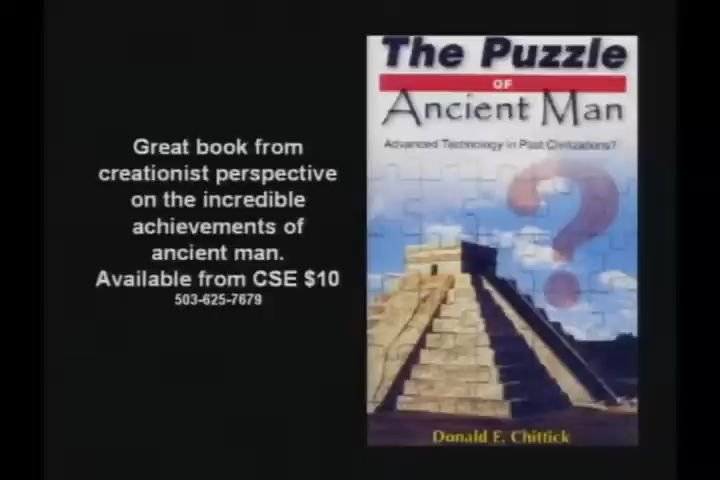 Great book from
creationist perspective
on the incredible
achievements of
ancient man.
Available from CSE $10
503-625-7679
The Puzzle
OF
Ancient Man
Advanced Technology in Past Civilizations?
Donald E. Chittick